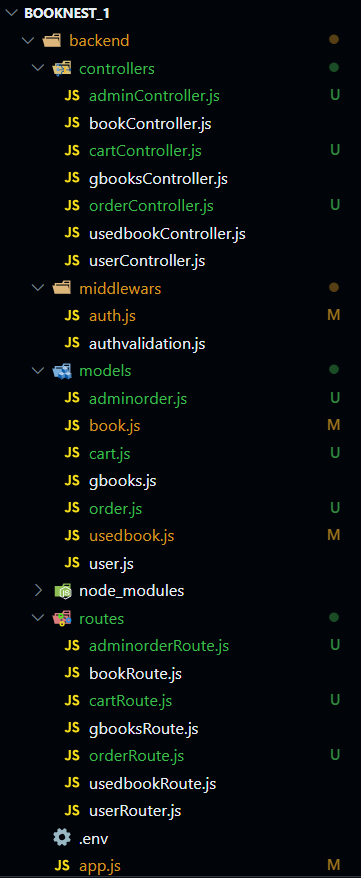 BOOKNEST_1
backend
controllers
JS adminController.js U
JS bookController.js
JS cartController.js U
JS gbooksController.js
JS orderController.js U
JS usedbookController.js
JS userController.js
middlewars
JS auth.js M
JS authvalidation.js
models
JS adminorder.js U
JS book.js M
JS cart.js U
JS gbooks.js
JS order.js U
JS usedbook.js M
JS user.js
node_modules
routes
JS adminorderRoute.js U
JS bookRoute.js
JS cartRoute.js U
JS gbooksRoute.js
JS orderRoute.js U
JS usedbookRoute.js
JS userRouter.js
.env
JS app.js M